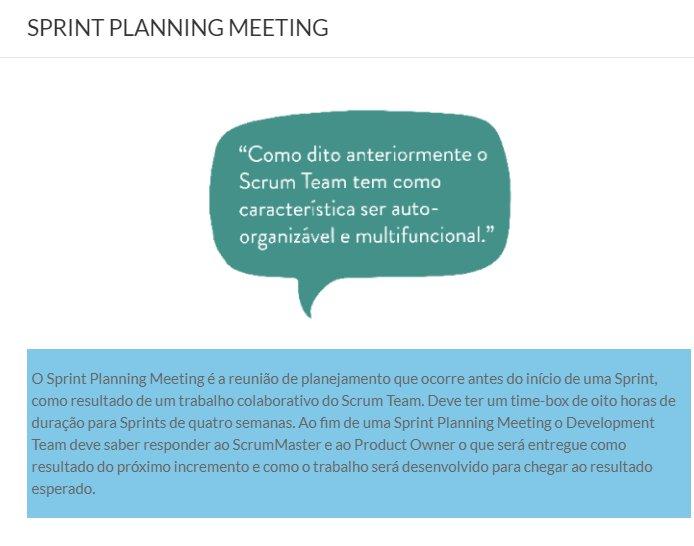 SPRINT PLANNING MEETING
“Como dito anteriormente o
Scrum Team tem como
característica ser auto-
organizável e multifuncional.”
O Sprint Planning Meeting é a reunião de planejamento que ocorre antes do início de uma Sprint,
como resultado de um trabalho colaborativo do Scrum Team. Deve ter um time-box de oito horas de
duração para Sprints de quatro semanas. Ao fim de uma Sprint Planning Meeting o Development
Team deve saber responder ao ScrumMaster e ao Product Owner o que será entregue como
resultado do próximo incremento e como o trabalho será desenvolvido para chegar ao resultado
esperado.